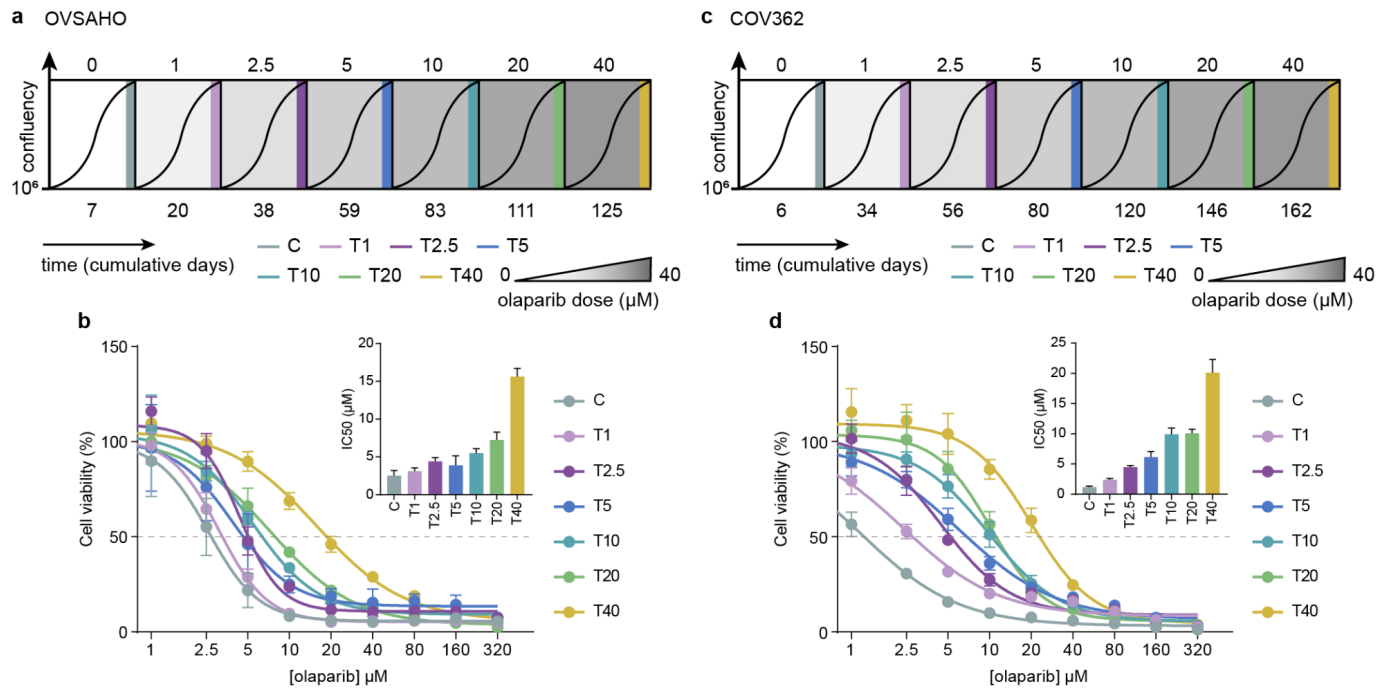 a OVSAHO
0 1 2.5 5 10 20 40
confluency
10⁶
7 20 38 59 83 111 125
time (cumulative days)
C T1 T2.5 T5
T10 T20 T40
0 40
olaparib dose (µM)
c COV362
0 1 2.5 5 10 20 40
confluency
10⁶
6 34 56 80 120 146 162
time (cumulative days)
C T1 T2.5 T5
T10 T20 T40
0 40
olaparib dose (µM)
b
150
100
50
0
Cell viability (%)
1 2.5 5 10 20 40 80 160 320
[olaparib] µM
20
15
10
5
0
IC50 (µM)
C T1 T2.5 T5 T10 T20 T40
C
T1
T2.5
T5
T10
T20
T40
d
150
100
50
0
Cell viability (%)
1 2.5 5 10 20 40 80 160 320
[olaparib] µM
25
20
15
10
5
0
IC50 (µM)
C T1 T2.5 T5 T10 T20 T40
C
T1
T2.5
T5
T10
T20
T40